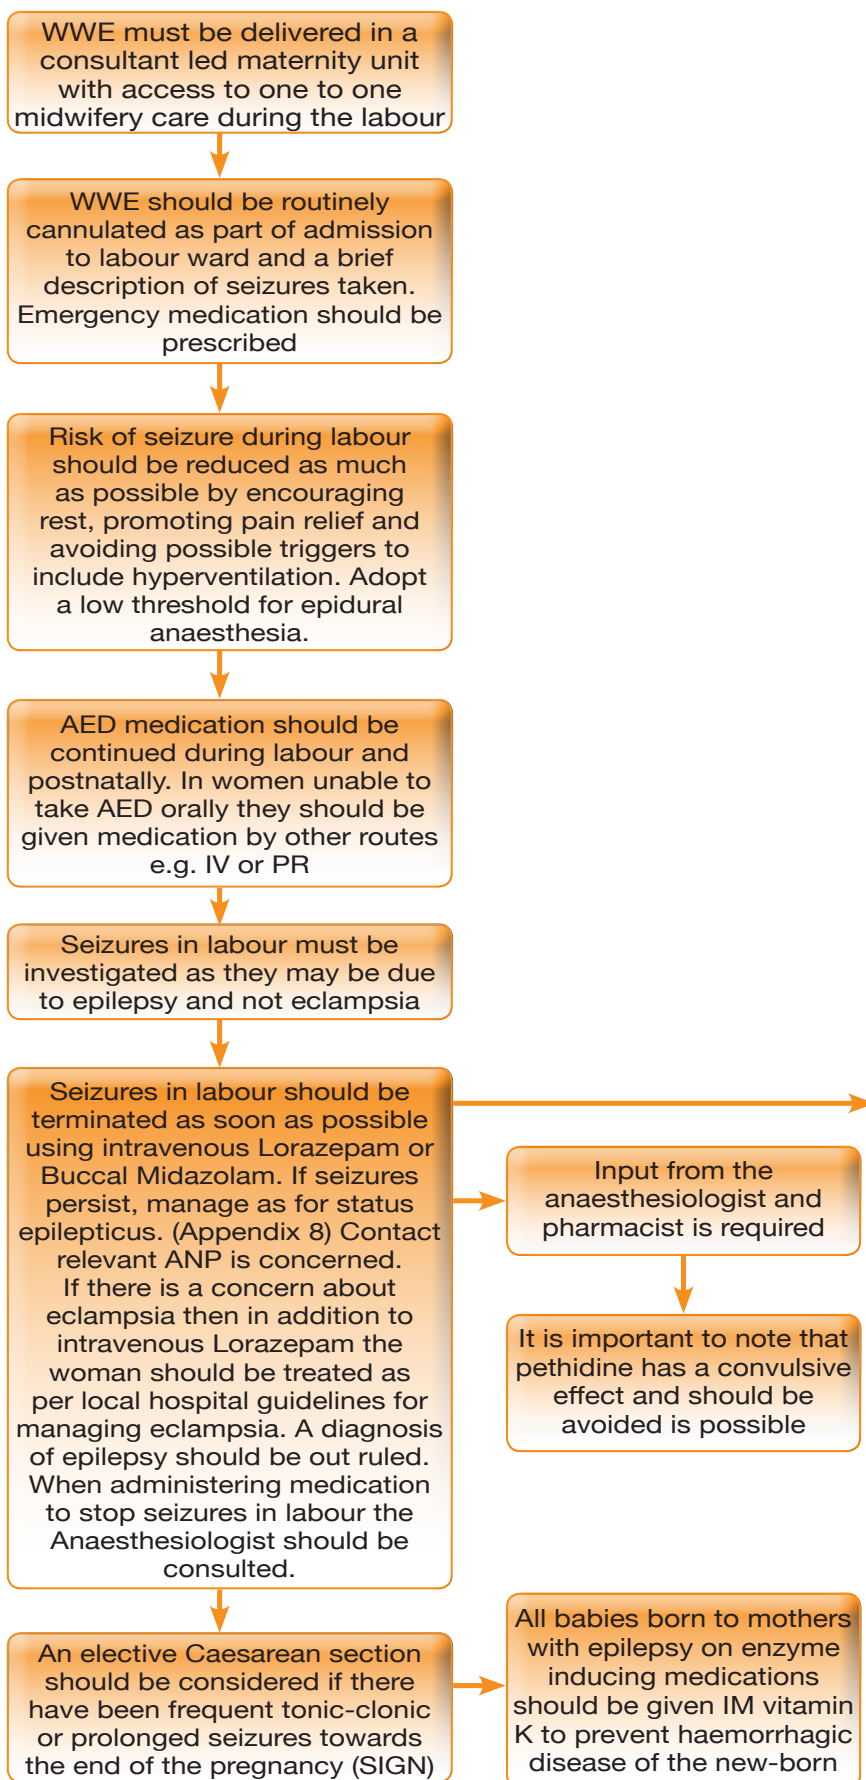 WWE must be delivered in a
consultant led maternity unit
with access to one to one
midwifery care during the labour
WWE should be routinely
cannulated as part of admission
to labour ward and a brief
description of seizures taken.
Emergency medication should be
prescribed
Risk of seizure during labour
should be reduced as much
as possible by encouraging
rest, promoting pain relief and
avoiding possible triggers to
include hyperventilation. Adopt
a low threshold for epidural
anaesthesia.
AED medication should be
continued during labour and
postnatally. In women unable to
take AED orally they should be
given medication by other routes
e.g. IV or PR
Seizures in labour must be
investigated as they may be due
to epilepsy and not eclampsia
Seizures in labour should be
terminated as soon as possible
using intravenous Lorazepam or
Buccal Midazolam. If seizures
persist, manage as for status
epilepticus. (Appendix 8) Contact
relevant ANP is concerned.
If there is a concern about
eclampsia then in addition to
intravenous Lorazepam the
woman should be treated as
per local hospital guidelines for
managing eclampsia. A diagnosis
of epilepsy should be out ruled.
When administering medication
to stop seizures in labour the
Anaesthesiologist should be
consulted.
Input from the
anaesthesiologist and
pharmacist is required
It is important to note that
pethidine has a convulsive
effect and should be
avoided is possible
An elective Caesarean section
should be considered if there
have been frequent tonic-clonic
or prolonged seizures towards
the end of the pregnancy (SIGN)
All babies born to mothers
with epilepsy on enzyme
inducing medications
should be given IM vitamin
K to prevent haemorrhagic
disease of the new-born